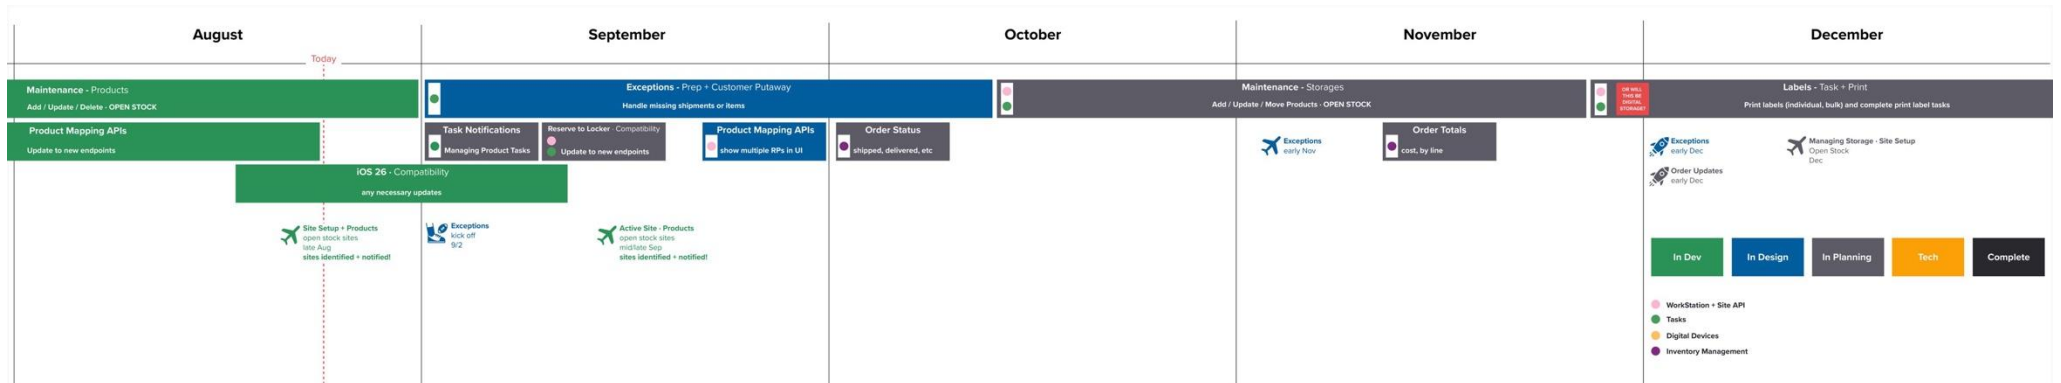 August
September
October
November
December
Today
Maintenance - Products
Add / Update / Delete - OPEN STOCK
Exceptions - Prep + Customer Putaway
Handle missing shipments or items
Maintenance - Storages
Add / Update / Move Products - OPEN STOCK
OR WILL
THIS BE
DIGITAL
STORAGE?
Labels - Task + Print
Print labels (individual, bulk) and complete print label tasks
Product Mapping APIs
Update to new endpoints
Task Notifications
Managing Product Tasks
Reserve to Locker - Compatibility
Update to new endpoints
Product Mapping APIs
show multiple RPs in UI
Order Status
shipped, delivered, etc
Exceptions
early Nov
Order Totals
cost, by line
Exceptions
early Dec
Order Updates
early Dec
Managing Storage - Site Setup
Open Stock
Dec
iOS 26 - Compatibility
any necessary updates
Site Setup + Products
open stock sites
late Aug
sites identified + notified!
Exceptions
kick off
9/2
Active Site - Products
open stock sites
mid/late Sep
sites identified + notified!
In Dev
In Design
In Planning
Tech
Complete
WorkStation + Site API
Tasks
Digital Devices
Inventory Management